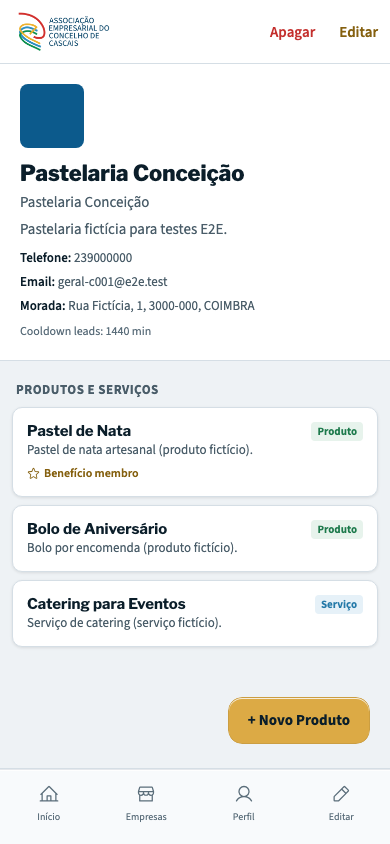 ASSOCIAÇÃO
EMPRESARIAL DO
CONCELHO DE
CASCAIS
Apagar
Editar
Pastelaria Conceição
Pastelaria Conceição
Pastelaria fictícia para testes E2E.
Telefone: 239000000
Email: geral-c001@e2e.test
Morada: Rua Fictícia, 1, 3000-000, COIMBRA
Cooldown leads: 1440 min
PRODUTOS E SERVIÇOS
Pastel de Nata
Produto
Pastel de nata artesanal (produto fictício).
Benefício membro
Bolo de Aniversário
Produto
Bolo por encomenda (produto fictício).
Catering para Eventos
Serviço
Serviço de catering (serviço fictício).
+ Novo Produto
Início
Empresas
Perfil
Editar